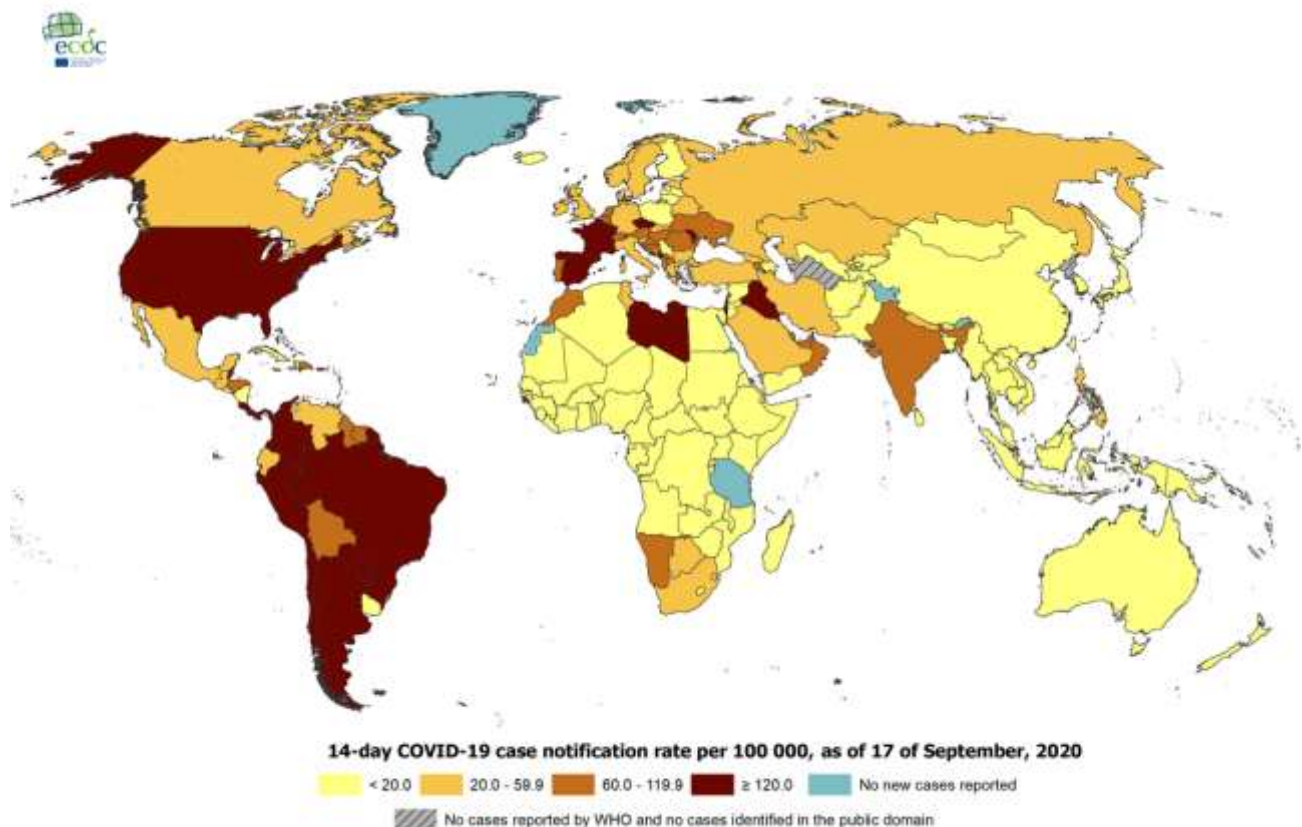 ecdc
14-day COVID-19 case notification rate per 100 000, as of 17 of September, 2020
< 20.0 20.0 - 59.9 60.0 - 119.9 ≥ 120.0 No new cases reported
No cases reported by WHO and no cases identified in the public domain